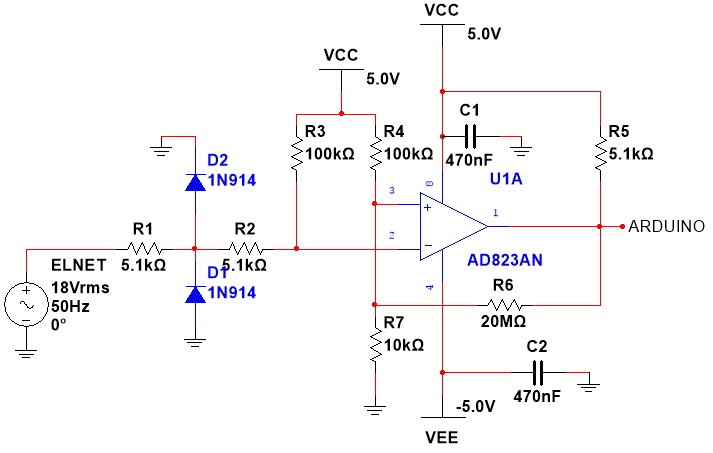 VCC
5.0V
VCC
5.0V
C1
470nF
R3
100kΩ
R4
100kΩ
R5
5.1kΩ
D2
1N914
U1A
3
8
1
2
4
+
−
AD823AN
ARDUINO
R1
5.1kΩ
R2
5.1kΩ
D1
1N914
ELNET
18Vrms
50Hz
0°
+
−
R6
20MΩ
R7
10kΩ
C2
470nF
-5.0V
VEE